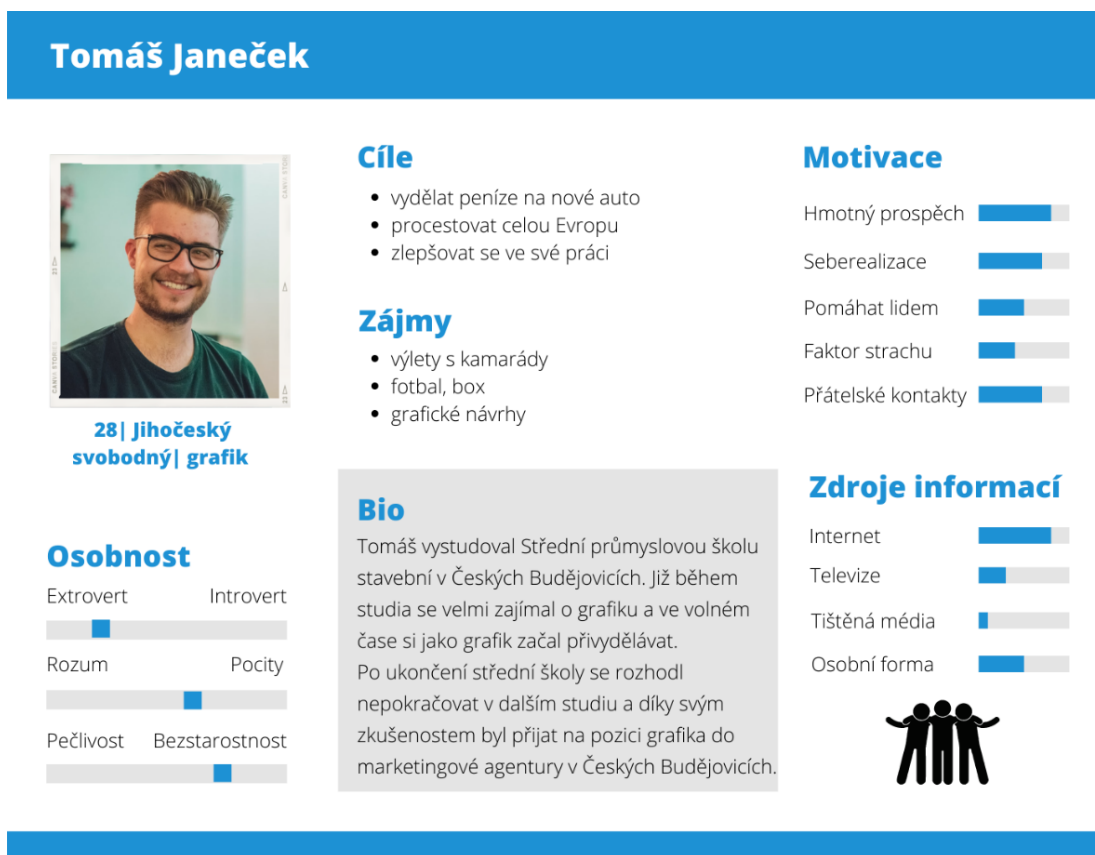 Tomáš Janeček
28| Jihočeský
svobodný| grafik
Osobnost
Extrovert Introvert
Rozum Pocity
Pečlivost Bezstarostnost
Cíle
• vydělat peníze na nové auto
• procestovat celou Evropu
• zlepšovat se ve své práci
Zájmy
• výlety s kamarády
• fotbal, box
• grafické návrhy
Bio
Tomáš vystudoval Střední průmyslovou školu
stavební v Českých Budějovicích. Již během
studia se velmi zajímal o grafiku a ve volném
čase si jako grafik začal přivydělávat.
Po ukončení střední školy se rozhodl
nepokračovat v dalším studiu a díky svým
zkušenostem byl přijat na pozici grafika do
marketingové agentury v Českých Budějovicích.
Motivace
Hmotný prospěch
Seberealizace
Pomáhat lidem
Faktor strachu
Přátelské kontakty
Zdroje informací
Internet
Televize
Tištěná média
Osobní forma